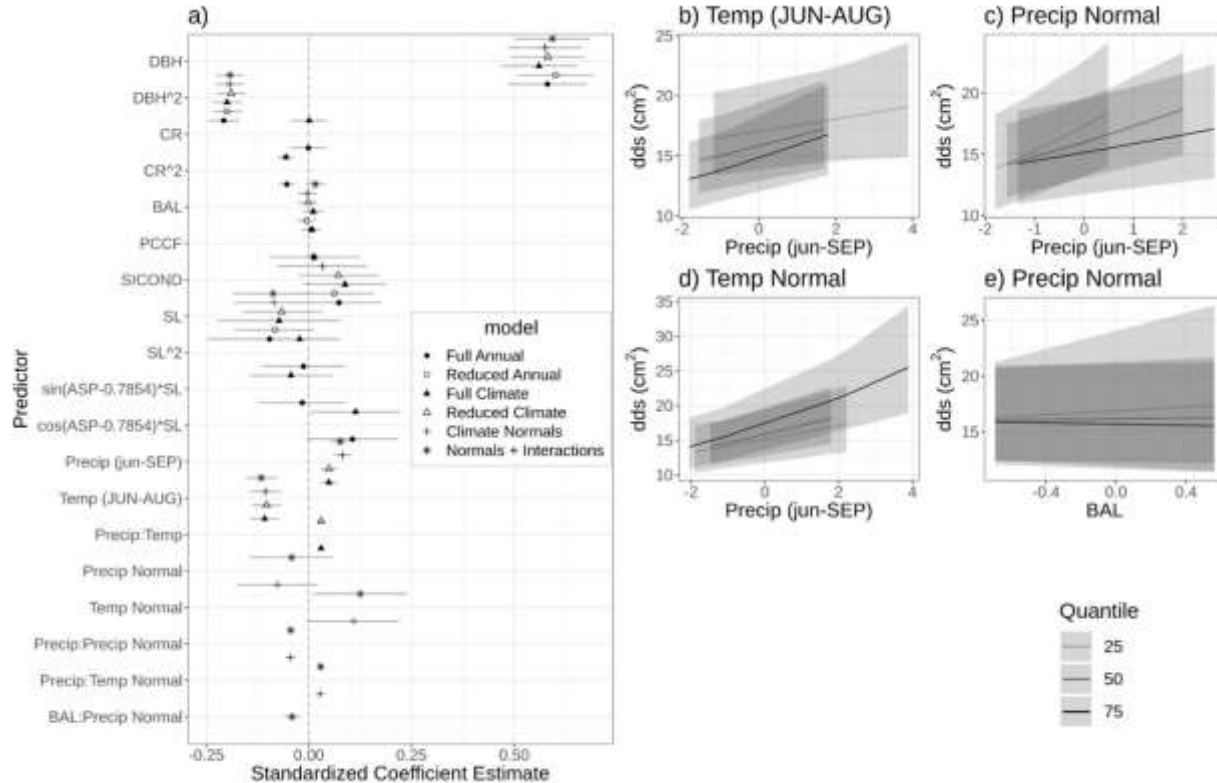 a)
Predictor
DBH
DBH^2
CR
CR^2
BAL
PCCF
SICOND
SL
SL^2
sin(ASP-0.7854)*SL
cos(ASP-0.7854)*SL
Precip (jun-SEP)
Temp (JUN-AUG)
Precip:Temp
Precip Normal
Temp Normal
Precip:Precip Normal
Precip:Temp Normal
BAL:Precip Normal
-0.25 0.00 0.25 0.50
Standardized Coefficient Estimate
model
Full Annual
Reduced Annual
Full Climate
Reduced Climate
Climate Normals
Normals + Interactions
b) Temp (JUN-AUG)
dds (cm²)
25
20
15
10
-2 0 2 4
Precip (jun-SEP)
c) Precip Normal
dds (cm²)
20
15
10
-2 -1 0 1 2
Precip (jun-SEP)
d) Temp Normal
dds (cm²)
35
30
25
20
15
10
-2 0 2 4
Precip (jun-SEP)
e) Precip Normal
dds (cm²)
25
20
15
-0.4 0.0 0.4
BAL
Quantile
25
50
75